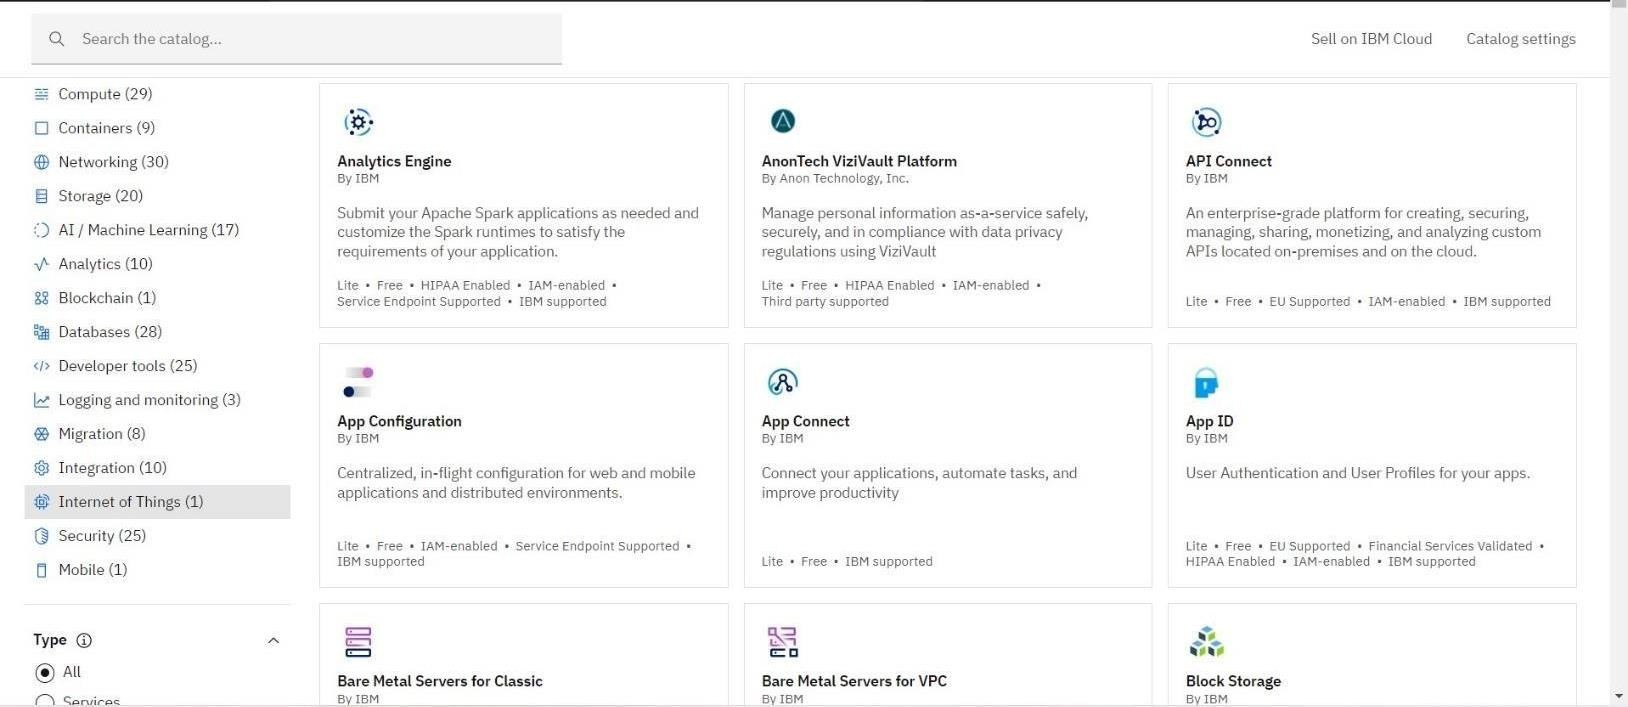 Search the catalog...
Sell on IBM Cloud
Catalog settings
Compute (29)
Containers (9)
Networking (30)
Storage (20)
AI / Machine Learning (17)
Analytics (10)
Blockchain (1)
Databases (28)
Developer tools (25)
Logging and monitoring (3)
Migration (8)
Integration (10)
Internet of Things (1)
Security (25)
Mobile (1)
Type
All
Services
Analytics Engine
By IBM
Submit your Apache Spark applications as needed and
customize the Spark runtimes to satisfy the
requirements of your application.
Lite • Free • HIPAA Enabled • IAM-enabled •
Service Endpoint Supported • IBM supported
AnonTech ViziVault Platform
By Anon Technology, Inc.
Manage personal information as-a-service safely,
securely, and in compliance with data privacy
regulations using ViziVault
Lite • Free • HIPAA Enabled • IAM-enabled •
Third party supported
API Connect
By IBM
An enterprise-grade platform for creating, securing,
managing, sharing, monetizing, and analyzing custom
APIs located on-premises and on the cloud.
Lite • Free • EU Supported • IAM-enabled • IBM supported
App Configuration
By IBM
Centralized, in-flight configuration for web and mobile
applications and distributed environments.
Lite • Free • IAM-enabled • Service Endpoint Supported •
IBM supported
App Connect
By IBM
Connect your applications, automate tasks, and
improve productivity
Lite • Free • IBM supported
App ID
By IBM
User Authentication and User Profiles for your apps.
Lite • Free • EU Supported • Financial Services Validated •
HIPAA Enabled • IAM-enabled • IBM supported
Bare Metal Servers for Classic
By IBM
Bare Metal Servers for VPC
By IBM
Block Storage
By IBM